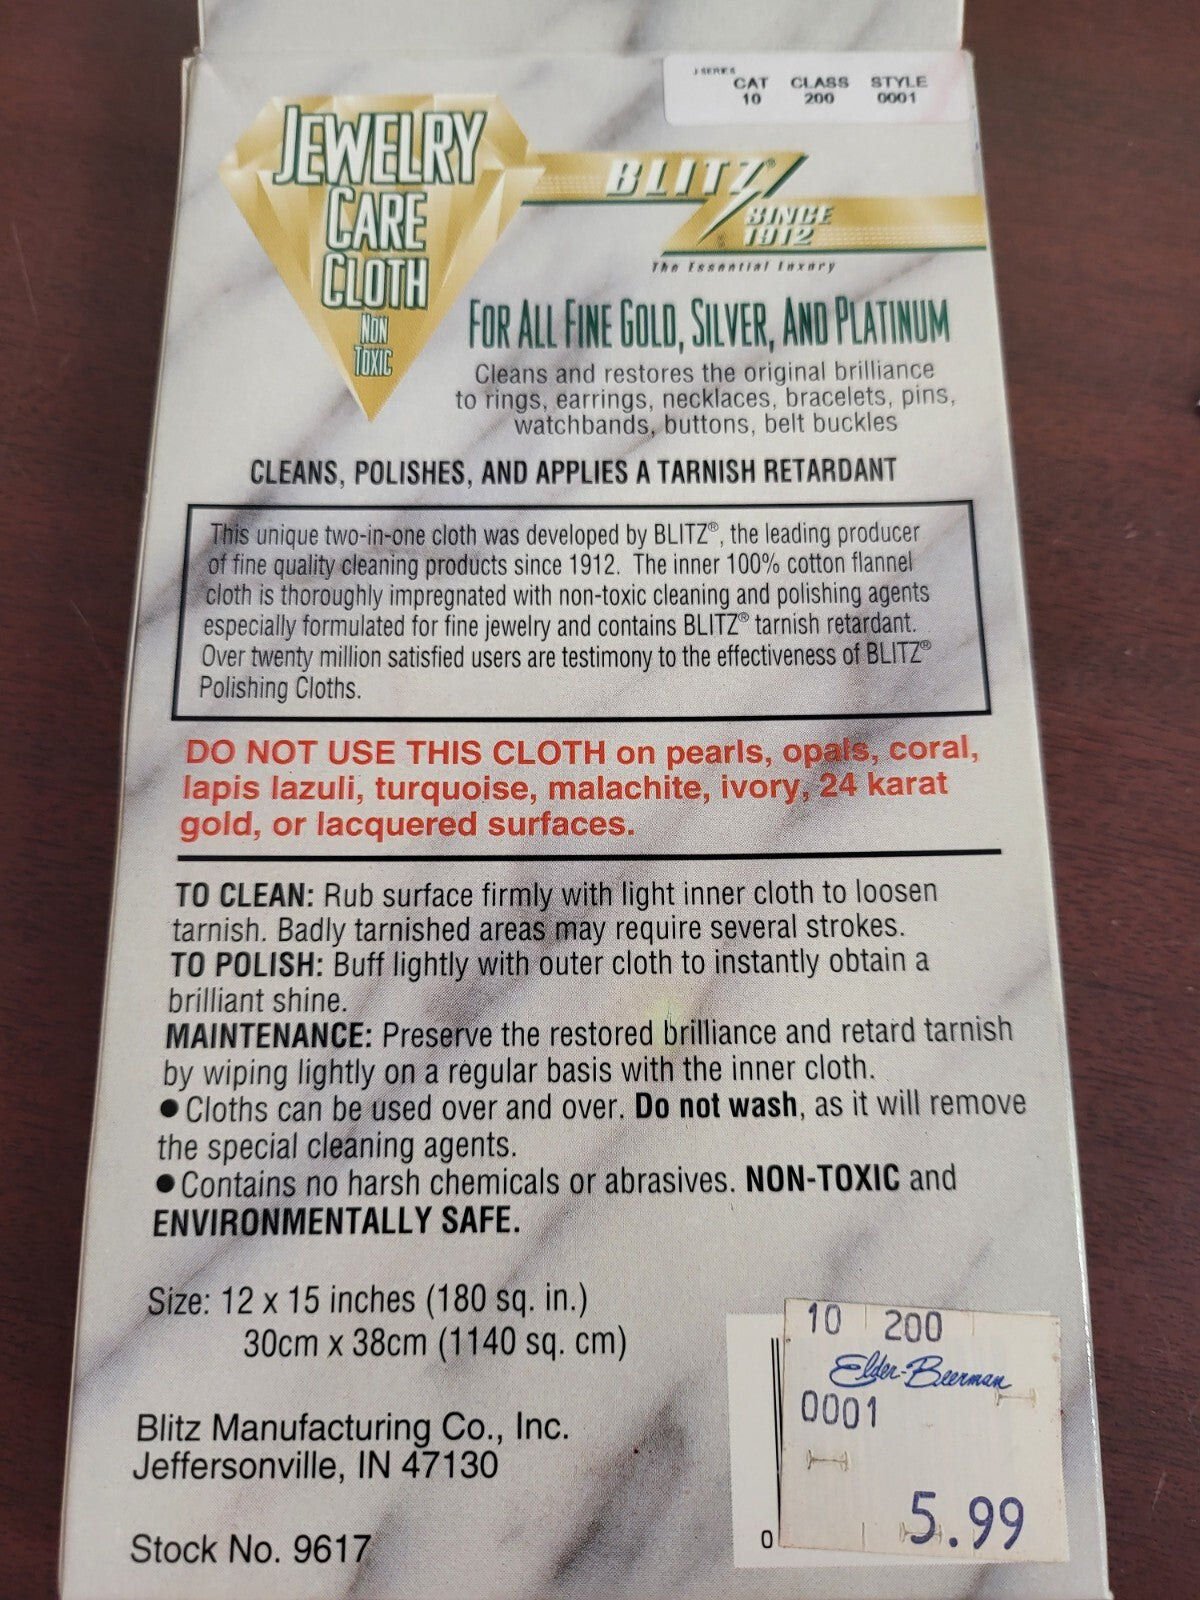 J SERIES
CAT CLASS STYLE
10 200 0001
JEWELRY
CARE
CLOTH
NON
TOXIC
BLITZ®
SINCE
1912
The Essential Luxury
FOR ALL FINE GOLD, SILVER, AND PLATINUM
Cleans and restores the original brilliance
to rings, earrings, necklaces, bracelets, pins,
watchbands, buttons, belt buckles
CLEANS, POLISHES, AND APPLIES A TARNISH RETARDANT
This unique two-in-one cloth was developed by BLITZ®, the leading producer
of fine quality cleaning products since 1912. The inner 100% cotton flannel
cloth is thoroughly impregnated with non-toxic cleaning and polishing agents
especially formulated for fine jewelry and contains BLITZ® tarnish retardant.
Over twenty million satisfied users are testimony to the effectiveness of BLITZ®
Polishing Cloths.
DO NOT USE THIS CLOTH on pearls, opals, coral,
lapis lazuli, turquoise, malachite, ivory, 24 karat
gold, or lacquered surfaces.
TO CLEAN: Rub surface firmly with light inner cloth to loosen
tarnish. Badly tarnished areas may require several strokes.
TO POLISH: Buff lightly with outer cloth to instantly obtain a
brilliant shine.
MAINTENANCE: Preserve the restored brilliance and retard tarnish
by wiping lightly on a regular basis with the inner cloth.
●Cloths can be used over and over. Do not wash, as it will remove
the special cleaning agents.
●Contains no harsh chemicals or abrasives. NON-TOXIC and
ENVIRONMENTALLY SAFE.
Size: 12 x 15 inches (180 sq. in.)
30cm x 38cm (1140 sq. cm)
Blitz Manufacturing Co., Inc.
Jeffersonville, IN 47130
Stock No. 9617
10 200
Elder-Beerman
0001
5.99
0